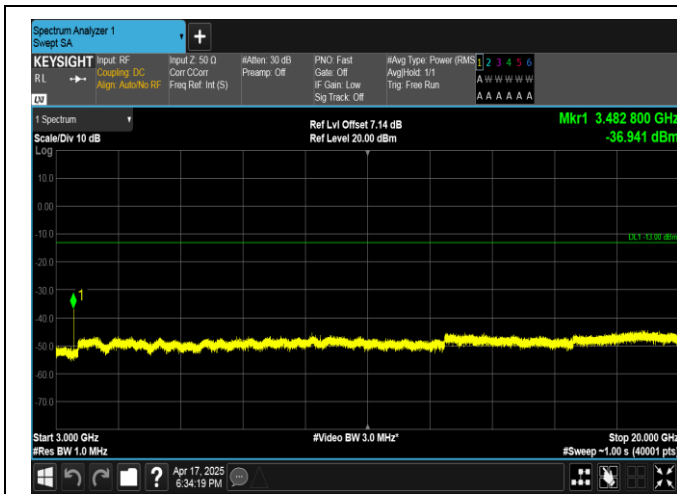 Spectrum Analyzer 1
Swept SA
+
KEYSIGHT Input: RF Input Z: 50 Ω #Atten: 30 dB PNO: Fast #Avg Type: Power (RMS 1 2 3 4 5 6
RL Coupling: DC Corr CCorr Preamp: Off Gate: Off Avg|Hold: 1/1 A W W W W W
Align: Auto/No RF Freq Ref: Int (S) IF Gain: Low Trig: Free Run
LXI Sig Track: Off A A A A A A
1 Spectrum Ref Lvl Offset 7.14 dB Mkr1 3.482 800 GHz
Scale/Div 10 dB Ref Level 20.00 dBm -36.941 dBm
Log
10.0
0.00
-10.0
DL1 -13.00 dBm
-20.0
-30.0
1
-40.0
-50.0
-60.0
-70.0
Start 3.000 GHz #Video BW 3.0 MHz* Stop 20.000 GHz
#Res BW 1.0 MHz #Sweep ~1.00 s (40001 pts)
? Apr 17, 2025
6:34:19 PM